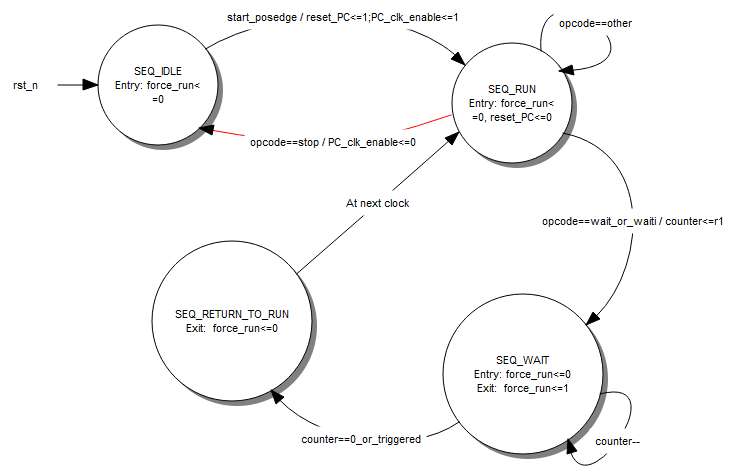 start_posedge / reset_PC<=1;PC_clk_enable<=1
opcode==other
SEQ_IDLE
Entry: force_run<
=0
rst_n
SEQ_RUN
Entry: force_run<
=0, reset_PC<=0
opcode==stop / PC_clk_enable<=0
At next clock
opcode==wait_or_waiti / counter<=r1
SEQ_RETURN_TO_RUN
Exit:  force_run<=0
SEQ_WAIT
Entry: force_run<=0
Exit:  force_run<=1
counter==0_or_triggered
counter--